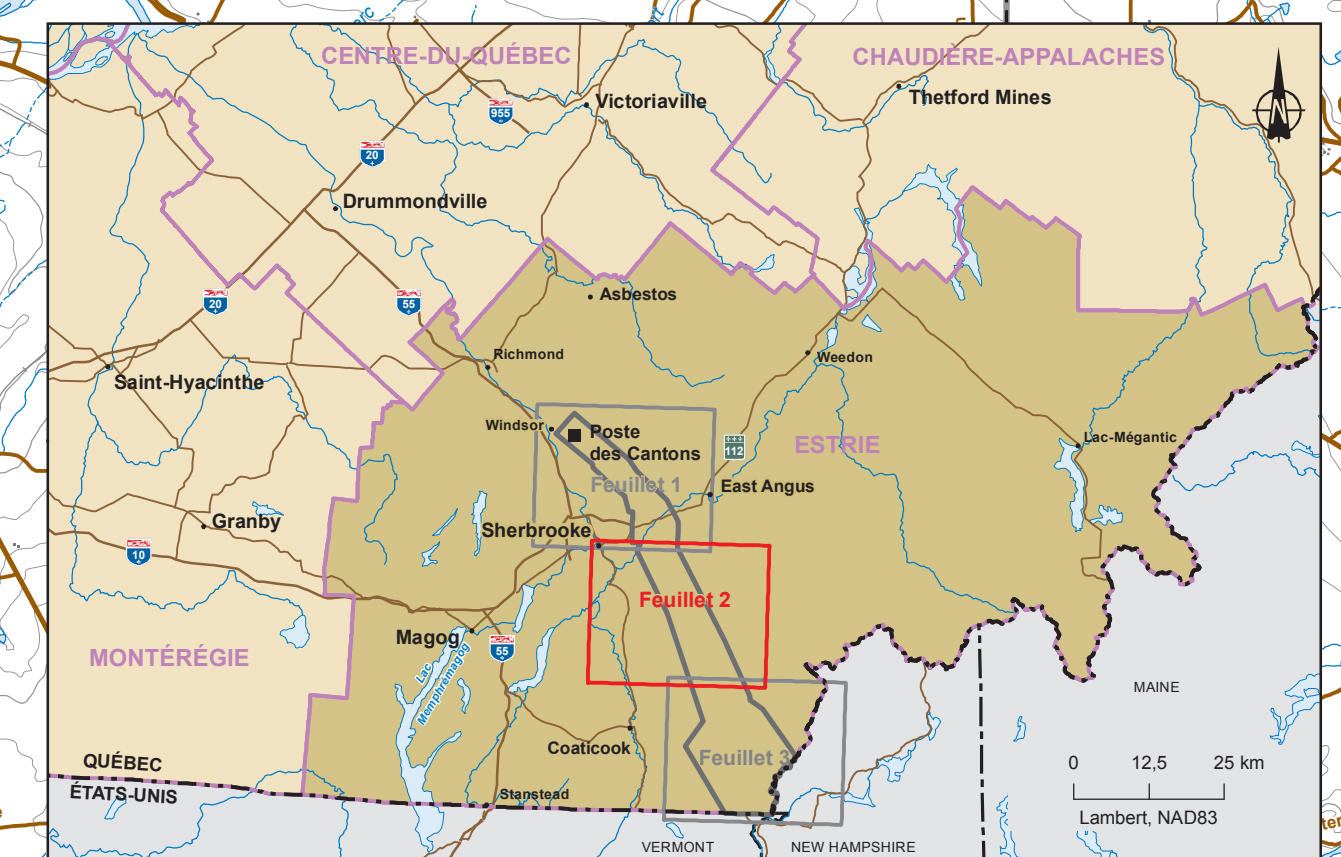 CENTRE-DU-QUÉBEC
CHAUDIÈRE-APPALACHES
N
Victoriaville
Thetford Mines
955
20
Drummondville
Asbestos
20
55
Richmond
Weedon
Saint-Hyacinthe
Windsor
Poste
des Cantons
112
ESTRIE
Lac-Mégantic
Feuillet 1
East Angus
Granby
Sherbrooke
10
Feuillet 2
Magog
55
MONTÉRÉGIE
Lac
Memphrémagog
MAINE
Coaticook
Feuillet 3
QUÉBEC
ÉTATS-UNIS
Stanstead
0 12,5 25 km
Lambert, NAD83
VERMONT
NEW HAMPSHIRE